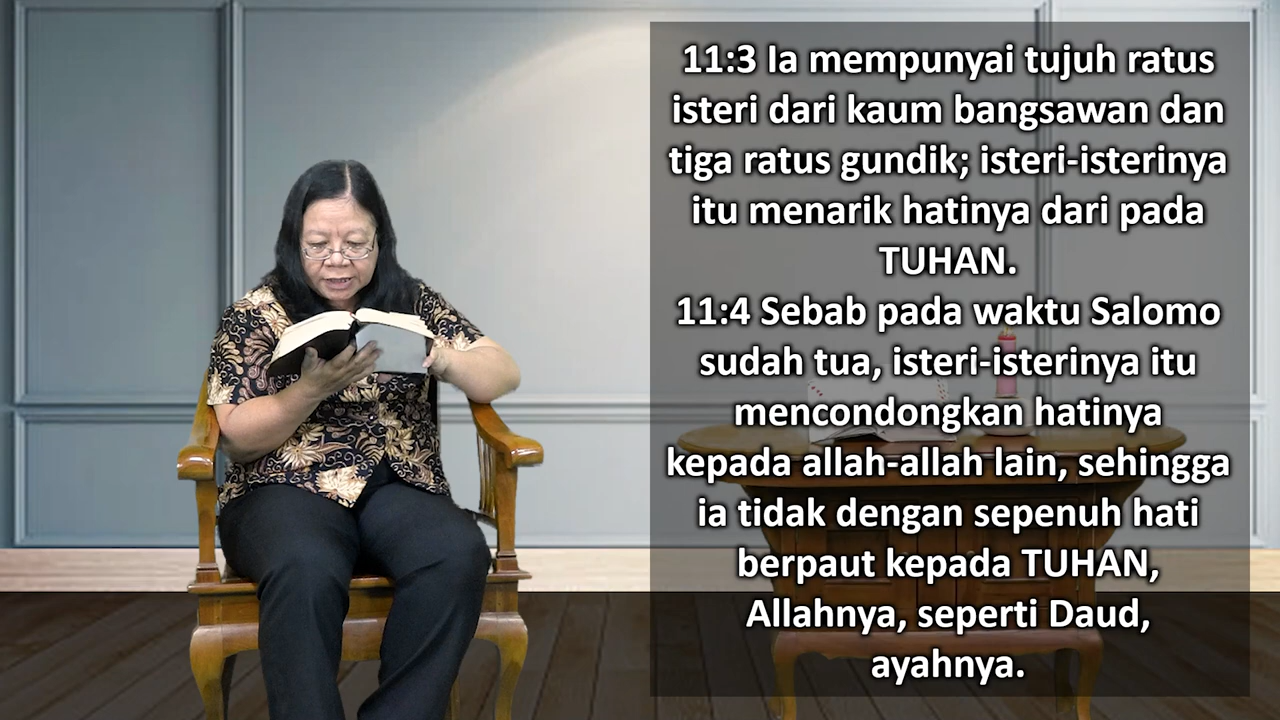 11:3 Ia mempunyai tujuh ratus
isteri dari kaum bangsawan dan
tiga ratus gundik; isteri-isterinya
itu menarik hatinya dari pada
TUHAN.
11:4 Sebab pada waktu Salomo
sudah tua, isteri-isterinya itu
mencondongkan hatinya
kepada allah-allah lain, sehingga
ia tidak dengan sepenuh hati
berpaut kepada TUHAN,
Allahnya, seperti Daud,
ayahnya.